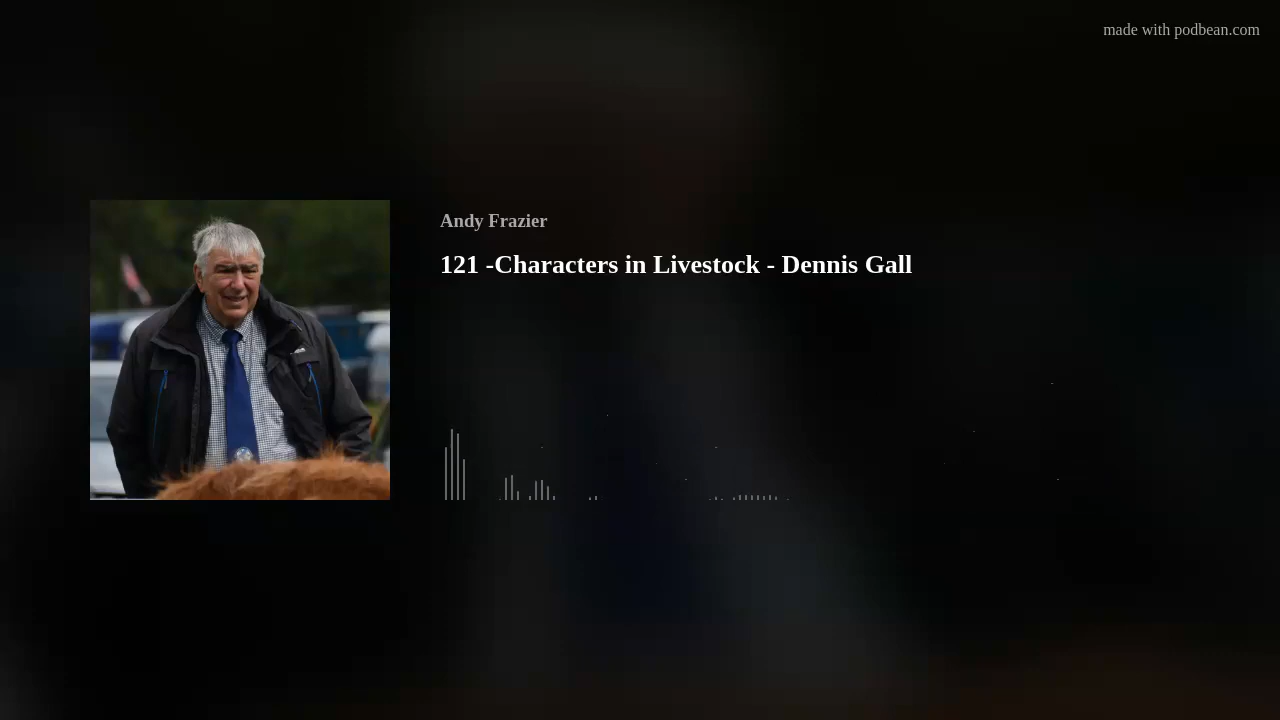 made with podbean.com
Andy Frazier
121 -Characters in Livestock - Dennis Gall